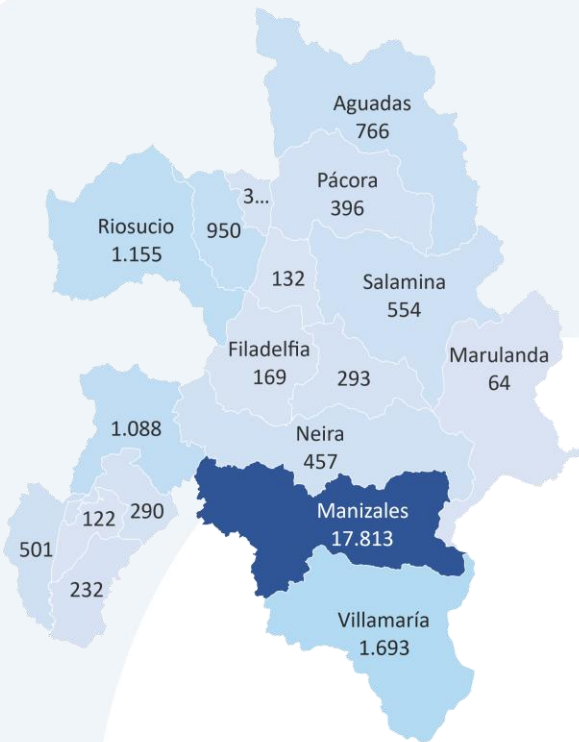 Aguadas
766
Pácora
396
3...
Riosucio
1.155
950
132
Salamina
554
Filadelfia
169
293
Marulanda
64
1.088
Neira
457
Manizales
17.813
122
290
501
232
Villamaría
1.693